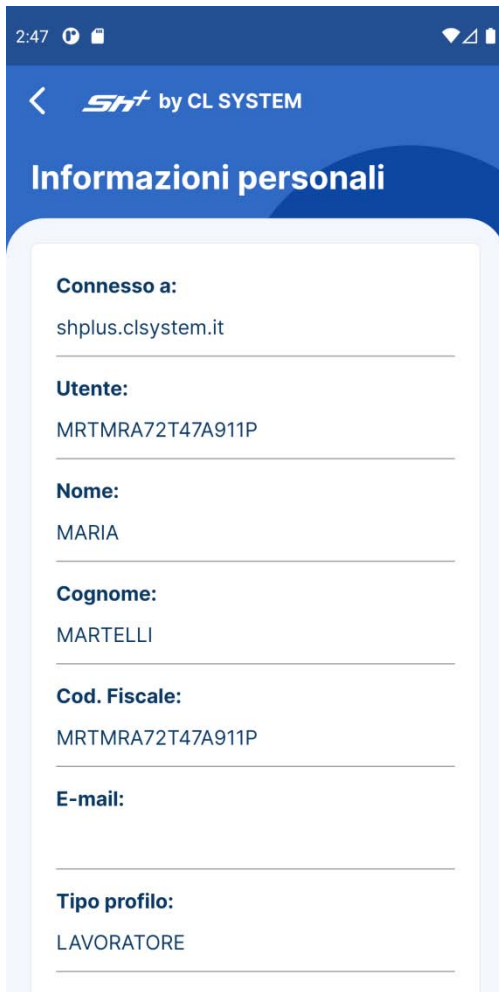 2:47
Sh+ by CL SYSTEM
Informazioni personali
Connesso a:
shplus.clsystem.it
Utente:
MRTMRA72T47A911P
Nome:
MARIA
Cognome:
MARTELLI
Cod. Fiscale:
MRTMRA72T47A911P
E-mail:
Tipo profilo:
LAVORATORE